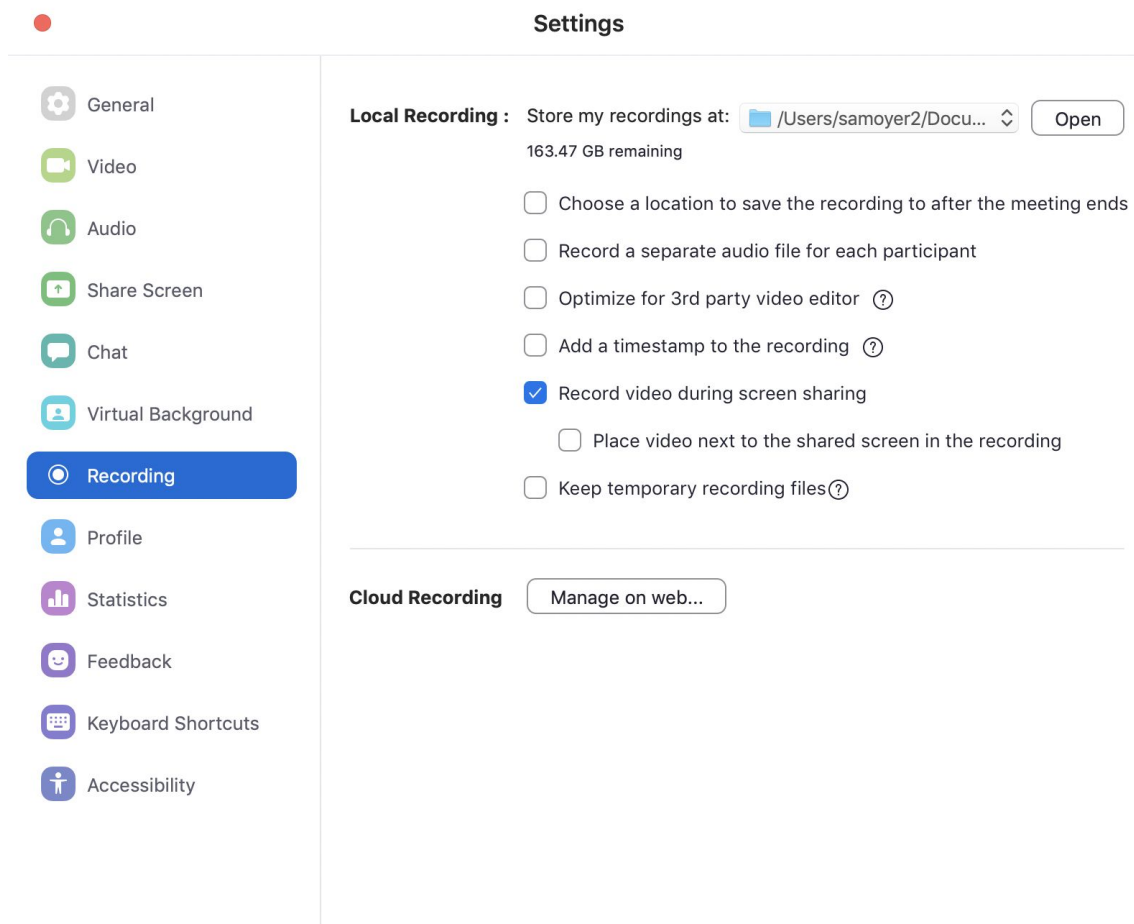 Settings
General
Video
Audio
Share Screen
Chat
Virtual Background
Recording
Profile
Statistics
Feedback
Keyboard Shortcuts
Accessibility
Local Recording : Store my recordings at: /Users/samoyer2/Docu... Open
163.47 GB remaining
Choose a location to save the recording to after the meeting ends
Record a separate audio file for each participant
Optimize for 3rd party video editor ?
Add a timestamp to the recording ?
Record video during screen sharing
Place video next to the shared screen in the recording
Keep temporary recording files ?
Cloud Recording Manage on web...